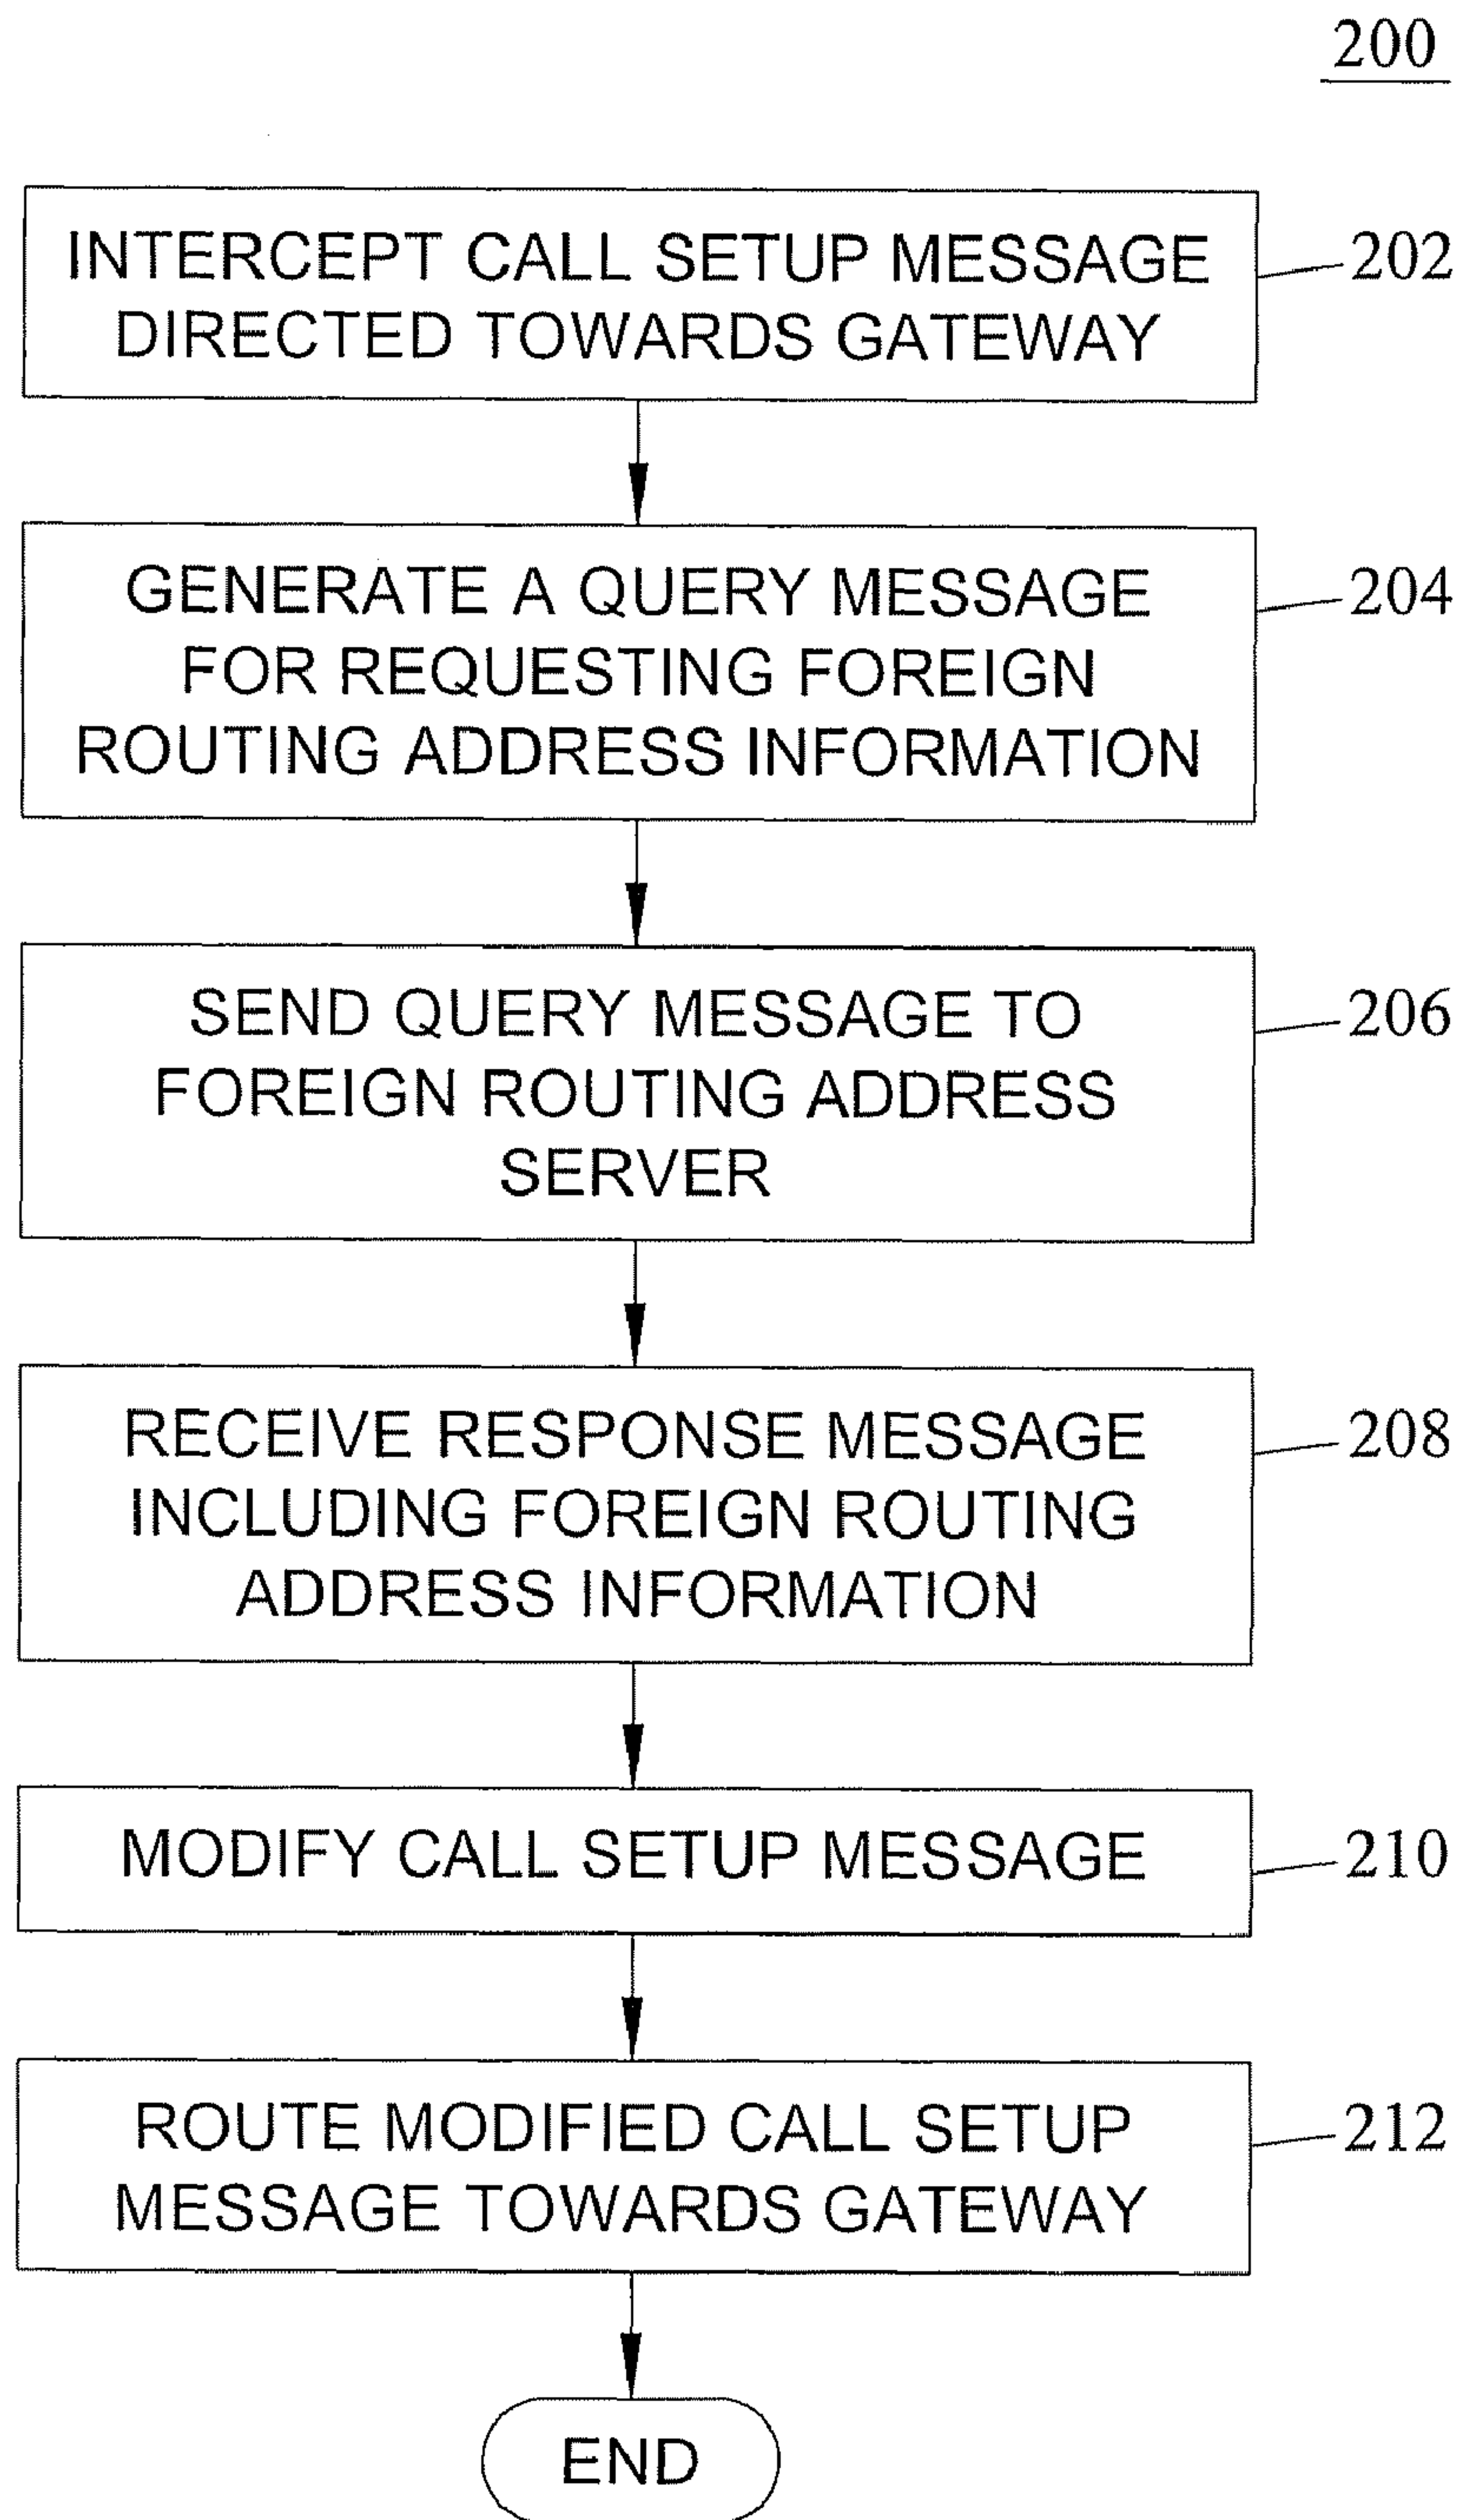 200
INTERCEPT CALL SETUP MESSAGE
DIRECTED TOWARDS GATEWAY
202
GENERATE A QUERY MESSAGE
FOR REQUESTING FOREIGN
ROUTING ADDRESS INFORMATION
204
SEND QUERY MESSAGE TO
FOREIGN ROUTING ADDRESS
SERVER
206
RECEIVE RESPONSE MESSAGE
INCLUDING FOREIGN ROUTING
ADDRESS INFORMATION
208
MODIFY CALL SETUP MESSAGE
210
ROUTE MODIFIED CALL SETUP
MESSAGE TOWARDS GATEWAY
212
END